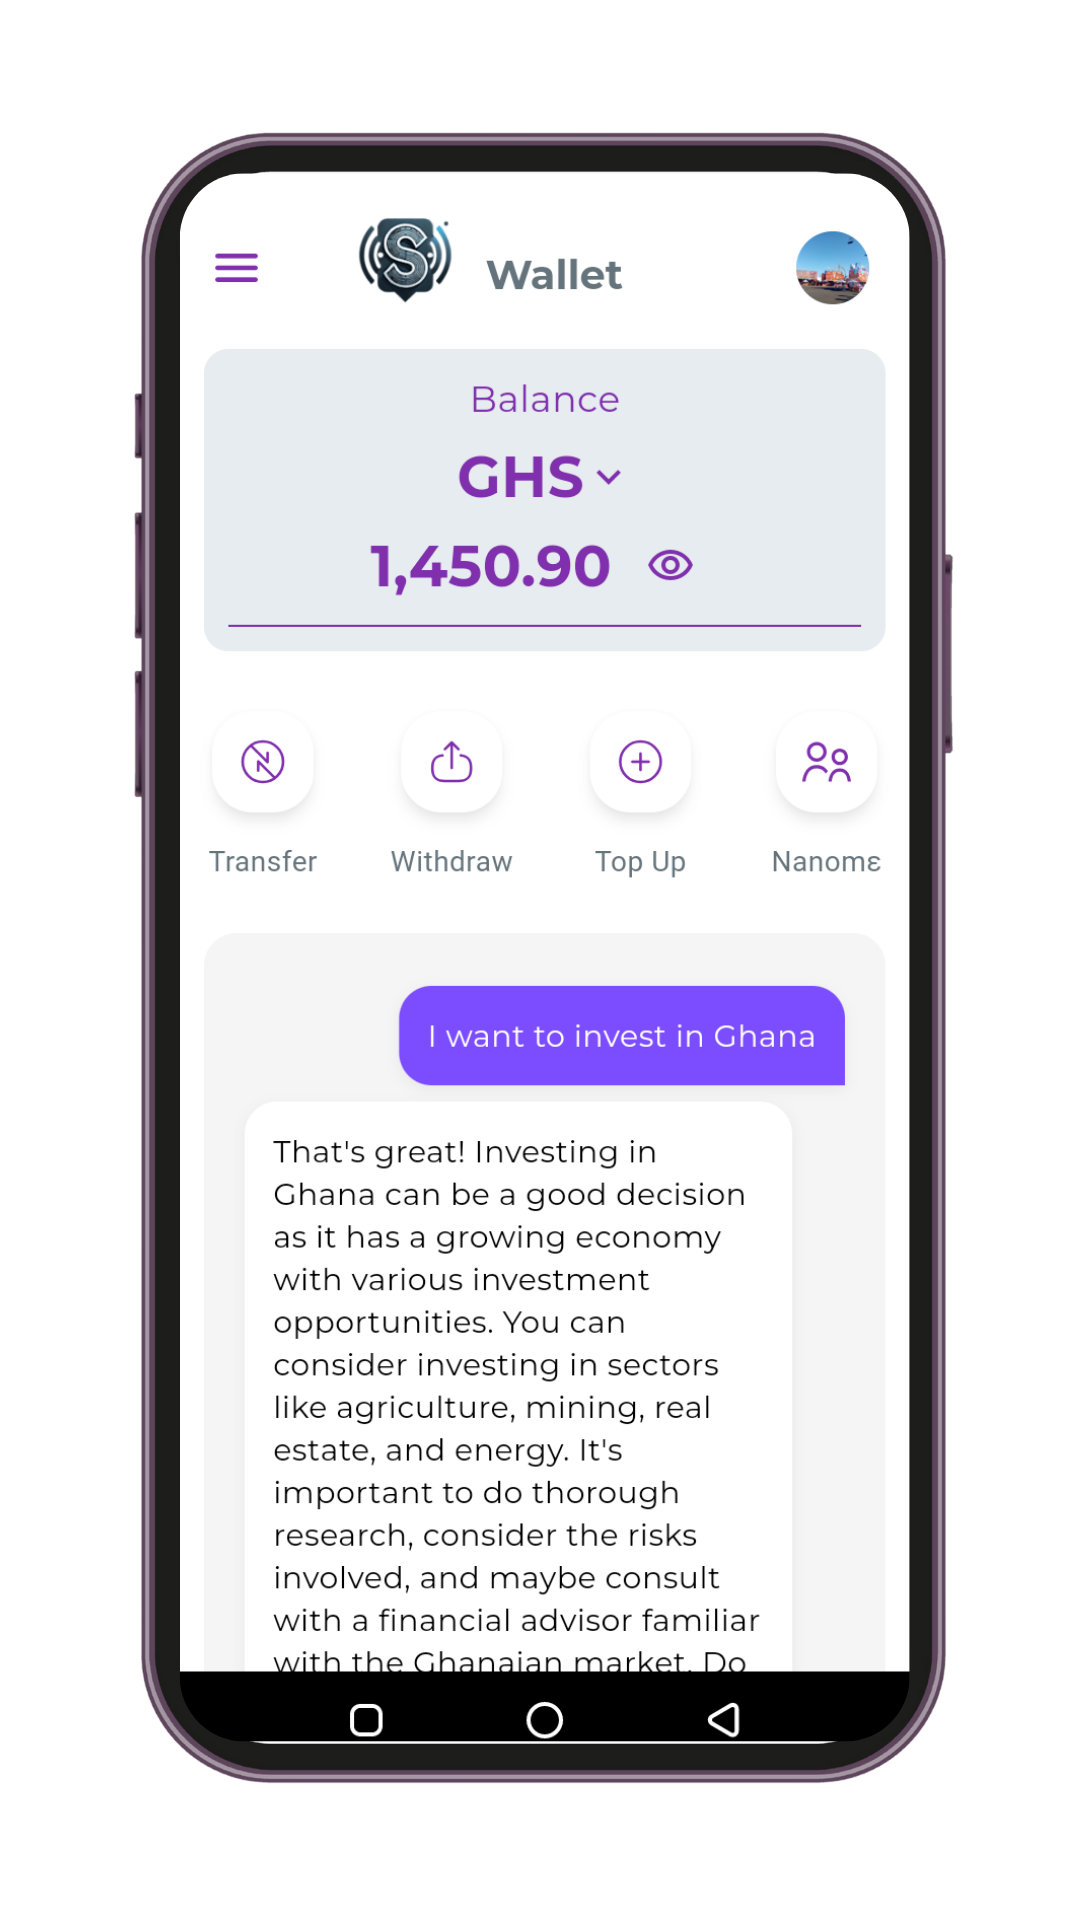 S
Wallet
Balance
GHS
1,450.90
Transfer
Withdraw
Top Up
Nanomɛ
I want to invest in Ghana
That's great! Investing in
Ghana can be a good decision
as it has a growing economy
with various investment
opportunities. You can
consider investing in sectors
like agriculture, mining, real
estate, and energy. It's
important to do thorough
research, consider the risks
involved, and maybe consult
with a financial advisor familiar
with the Ghanaian market. Do